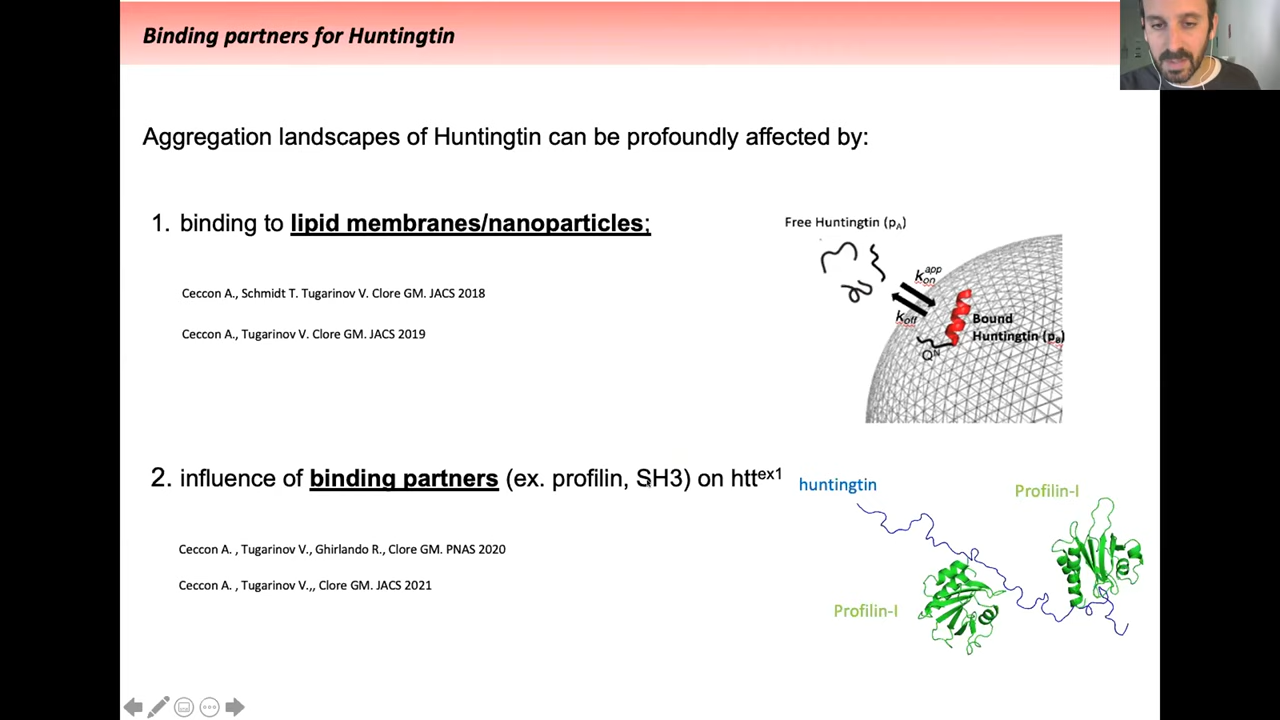 Binding partners for Huntingtin
Aggregation landscapes of Huntingtin can be profoundly affected by:
1. binding to lipid membranes/nanoparticles;
Ceccon A., Schmidt T. Tugarinov V. Clore GM. JACS 2018
Ceccon A., Tugarinov V. Clore GM. JACS 2019
Free Huntingtin (pA)
kon app
koff
Bound
Huntingtin (pB)
QN
2. influence of binding partners (ex. profilin, SH3) on httex1
Ceccon A. , Tugarinov V., Ghirlando R., Clore GM. PNAS 2020
Ceccon A. , Tugarinov V.,, Clore GM. JACS 2021
huntingtin
Profilin-I
Profilin-I